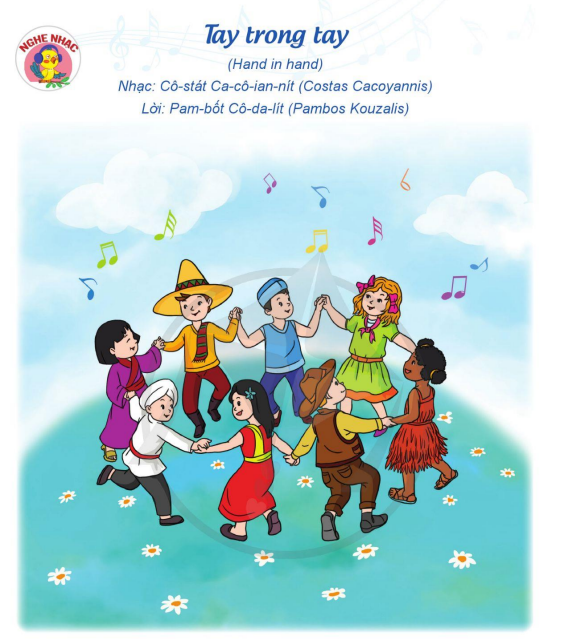 NGHE NHẠC
Tay trong tay
(Hand in hand)
Nhạc: Cô-stát Ca-cô-ian-nít (Costas Cacoyannis)
Lời: Pam-bốt Cô-da-lít (Pambos Kouzalis)